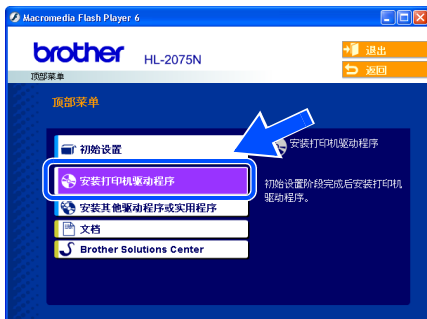 Macromedia Flash Player 6
brother HL-2075N
退出
返回
顶部菜单
顶部菜单
初始设置
安装打印机驱动程序
安装其他驱动程序或实用程序
文档
Brother Solutions Center
安装打印机驱动程序
初始设置阶段完成后安装打印机
驱动程序。